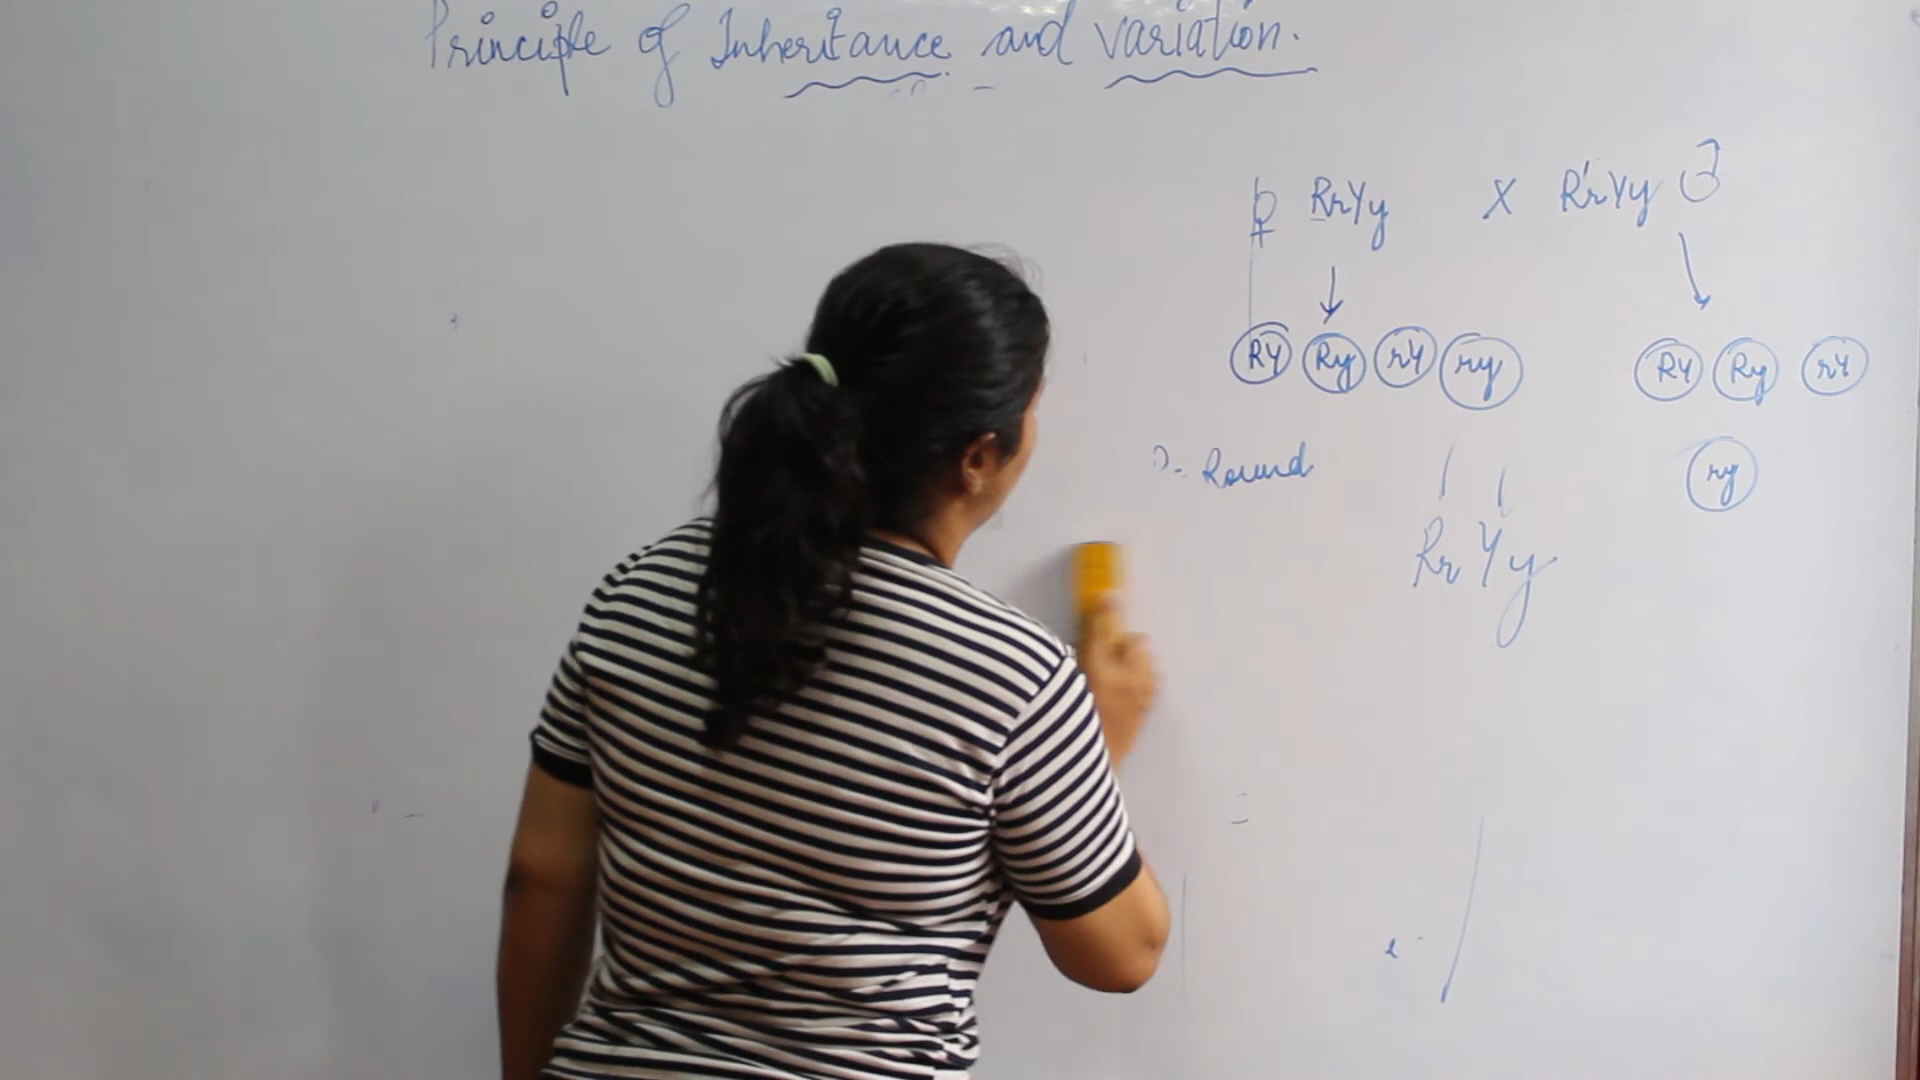 Principle of Inheritance and variation.
♀ RrYy X RrYy ♂
RY Ry rY ry RY Ry rY
ry
Round
RrYy
=